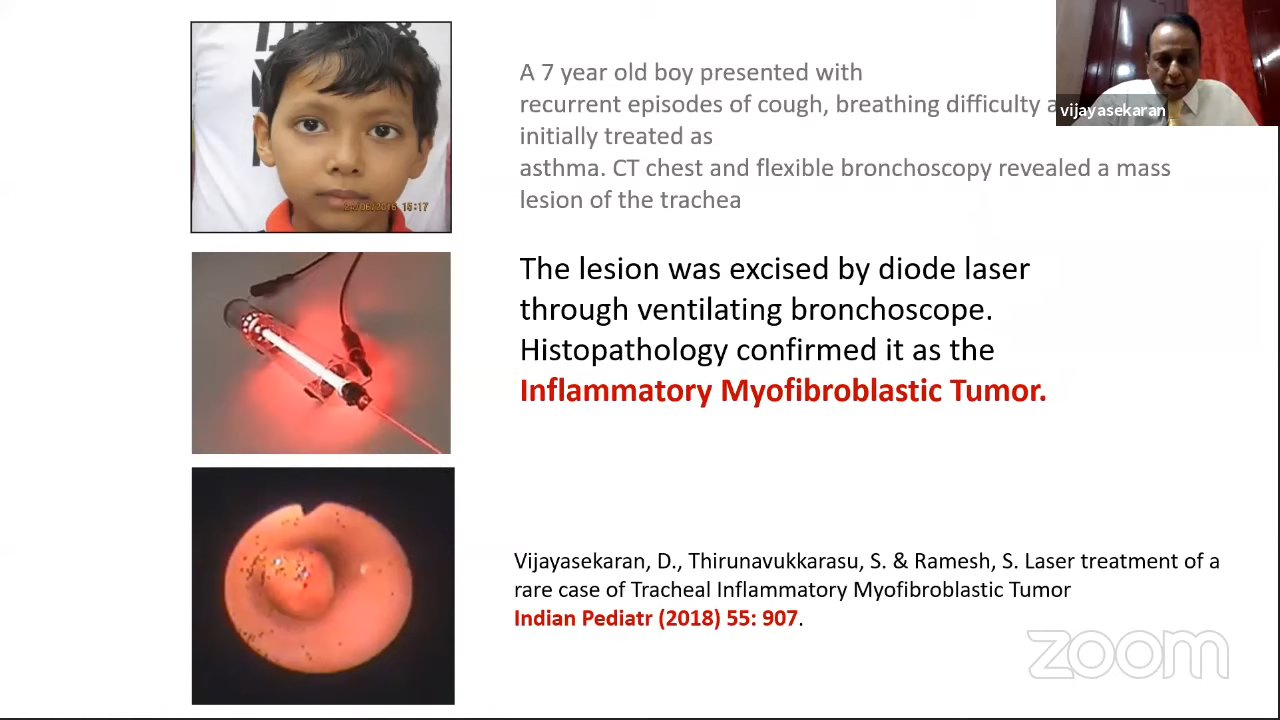 A 7 year old boy presented with
recurrent episodes of cough, breathing difficulty
initially treated as
asthma. CT chest and flexible bronchoscopy revealed a mass
lesion of the trachea
vijayasekaran
The lesion was excised by diode laser
through ventilating bronchoscope.
Histopathology confirmed it as the
Inflammatory Myofibroblastic Tumor.
Vijayasekaran, D., Thirunavukkarasu, S. & Ramesh, S. Laser treatment of a
rare case of Tracheal Inflammatory Myofibroblastic Tumor
Indian Pediatr (2018) 55: 907.
zoom